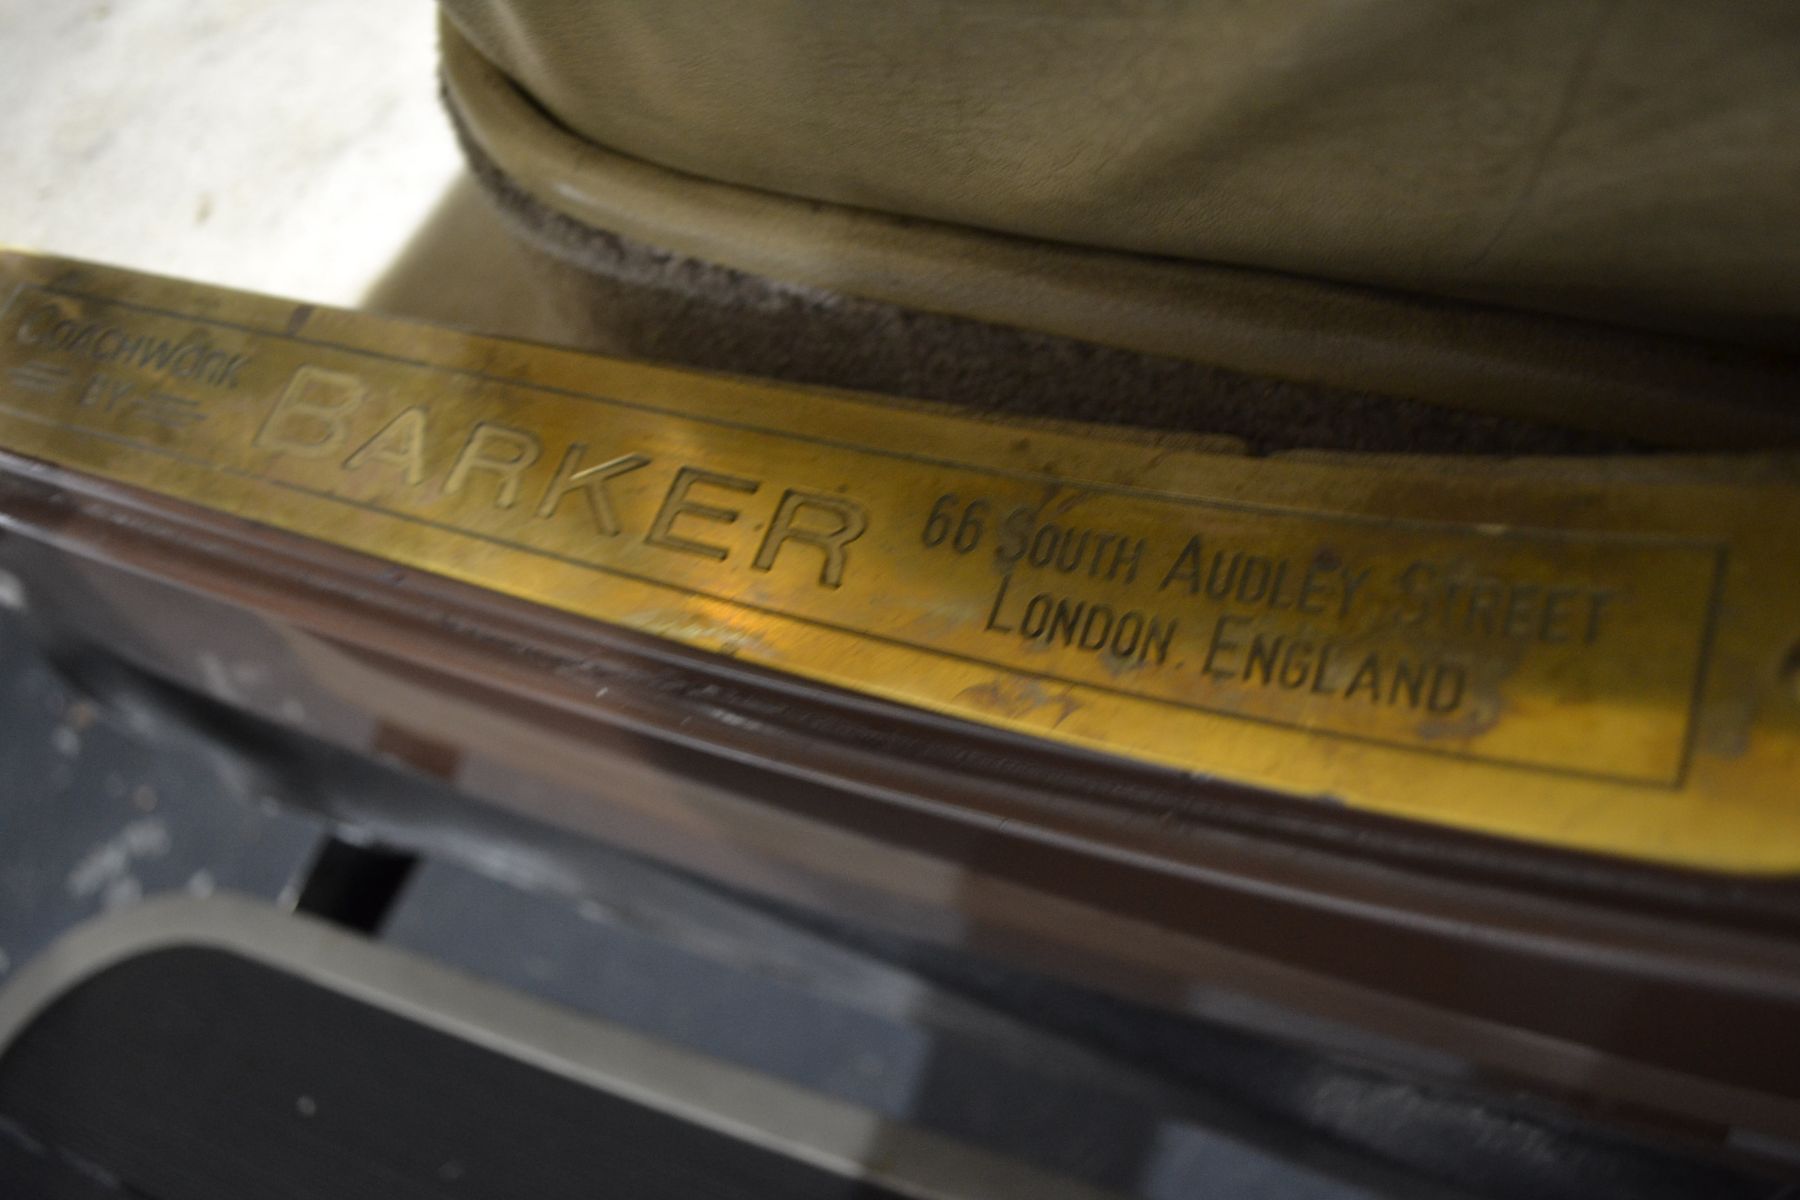 COACHWORK
BY
BARKER
66 SOUTH AUDLEY STREET
LONDON. ENGLAND.